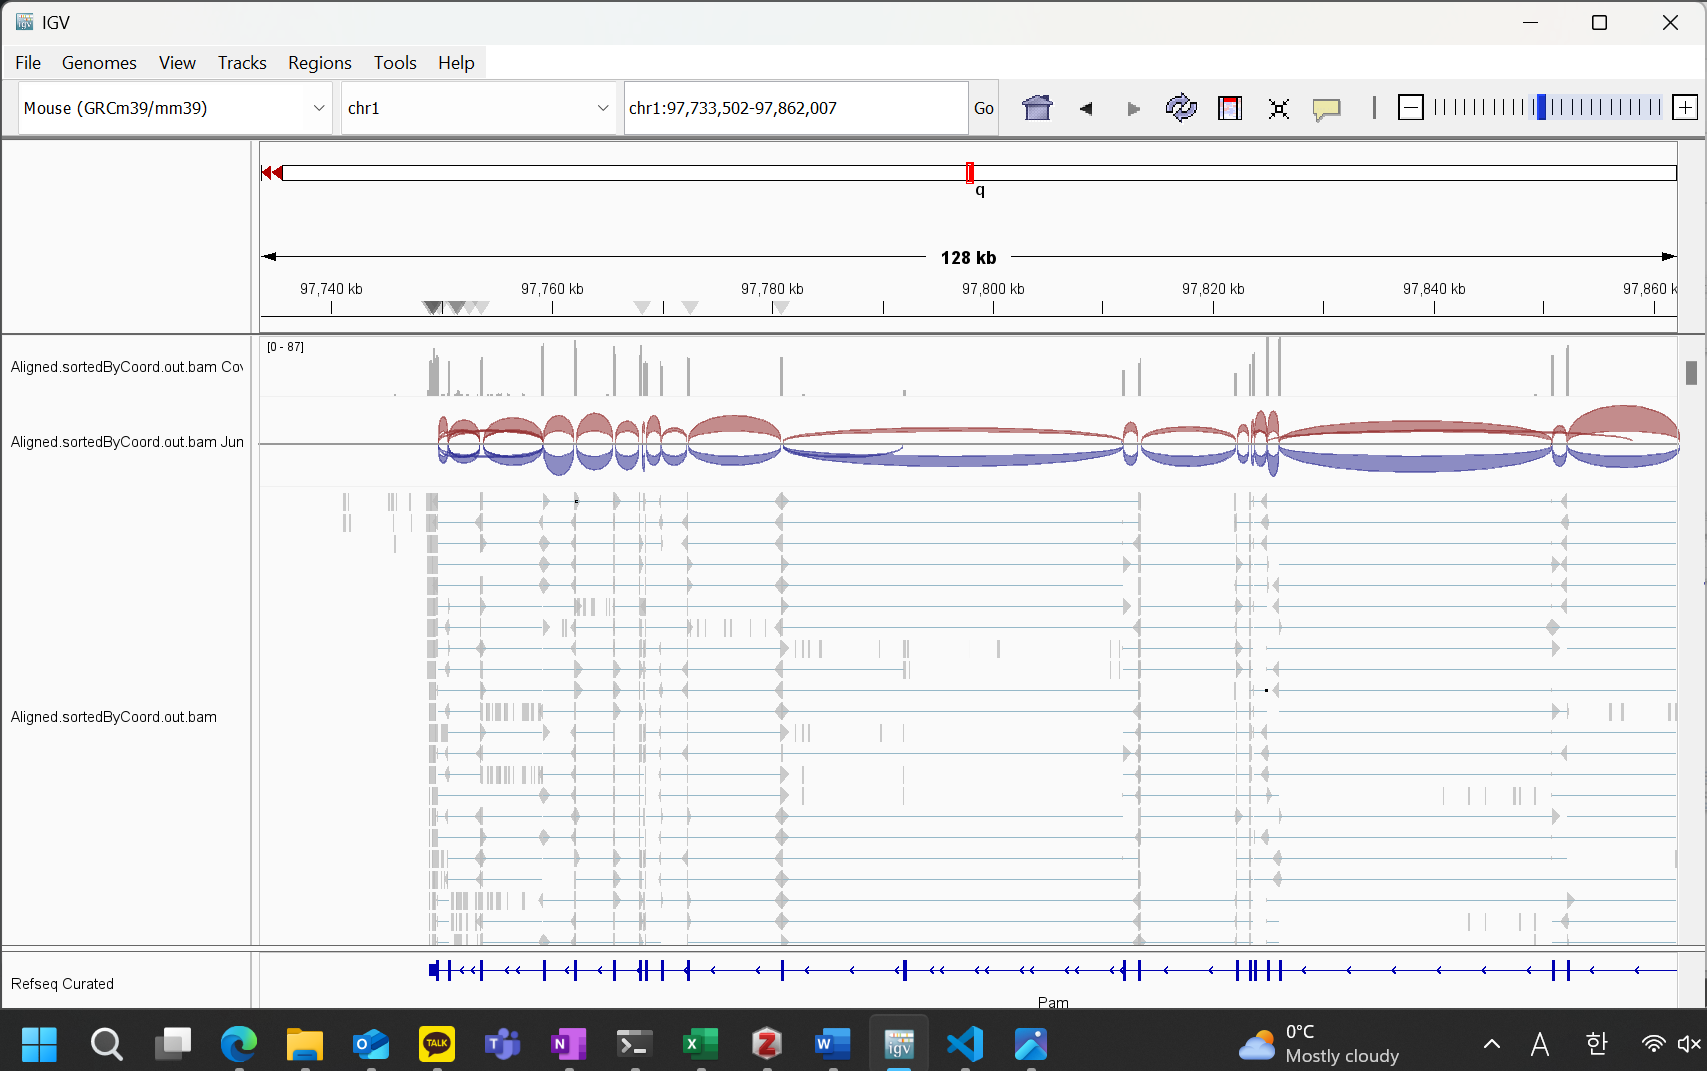 IGV
File Genomes View Tracks Regions Tools Help
Mouse (GRCm39/mm39) chr1 chr1:97,733,502-97,862,007 Go
q
128 kb
97,740 kb 97,760 kb 97,780 kb 97,800 kb 97,820 kb 97,840 kb 97,860 k
[0 - 87]
Aligned.sortedByCoord.out.bam Cov
Aligned.sortedByCoord.out.bam Jun
Aligned.sortedByCoord.out.bam
Refseq Curated
Pam
TALK
igv
0°C
Mostly cloudy
A 한